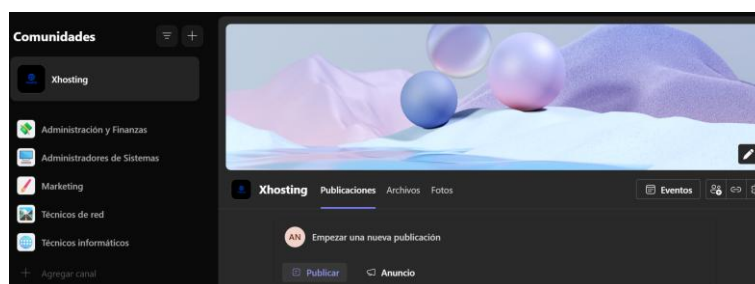 Comunidades
Xhosting
Administración y Finanzas
Administradores de Sistemas
Marketing
Técnicos de red
Técnicos informáticos
Agregar canal
Xhosting Publicaciones Archivos Fotos Eventos
AN Empezar una nueva publicación
Publicar Anuncio